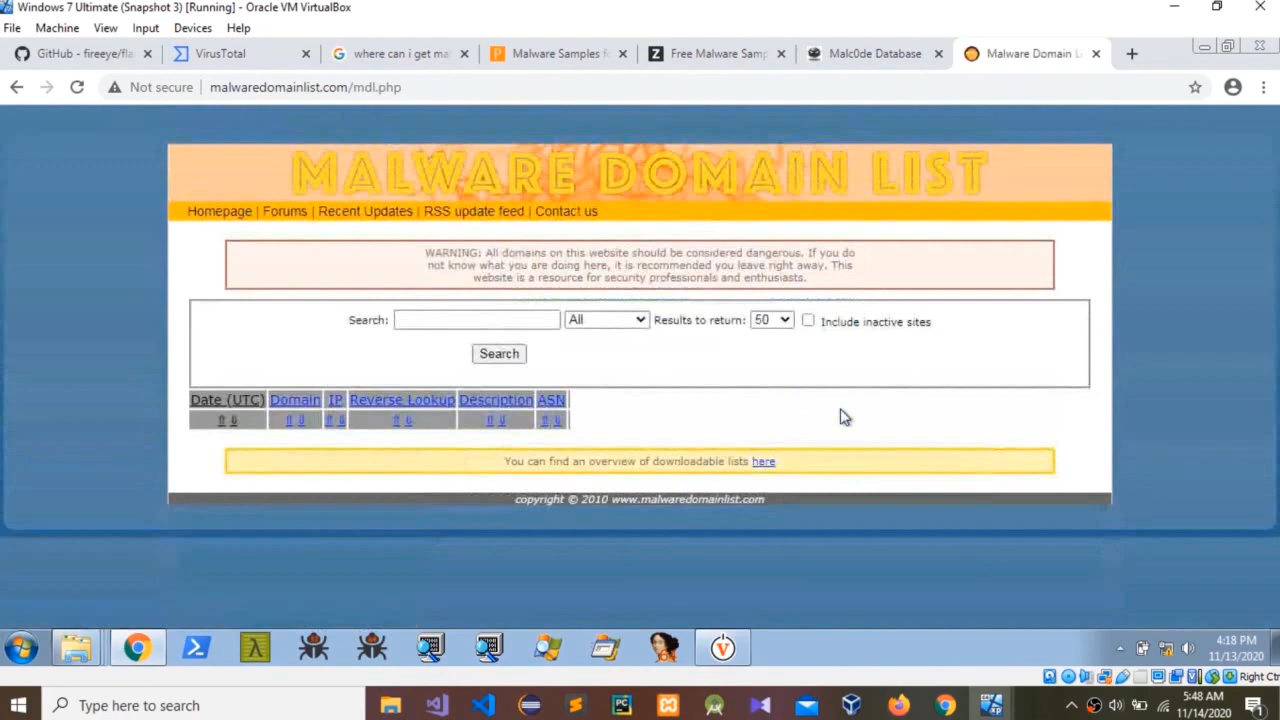 Windows 7 Ultimate (Snapshot 3) [Running] - Oracle VM VirtualBox
File Machine View Input Devices Help
GitHub - fireeye/fla VirusTotal where can i get ma Malware Samples fo Free Malware Samp Malc0de Database Malware Domain Li
Not secure malwaredomainlist.com/mdl.php
MALWARE DOMAIN LIST
Homepage | Forums | Recent Updates | RSS update feed | Contact us
WARNING: All domains on this website should be considered dangerous. If you do
not know what you are doing here, it is recommended you leave right away. This
website is a resource for security professionals and enthusiasts.
Search: All Results to return: 50 Include inactive sites
Search
Date (UTC) Domain IP Reverse Lookup Description ASN
You can find an overview of downloadable lists here
copyright © 2010 www.malwaredomainlist.com
4:18 PM
11/13/2020
Right Ct
Type here to search
5:48 AM
11/14/2020